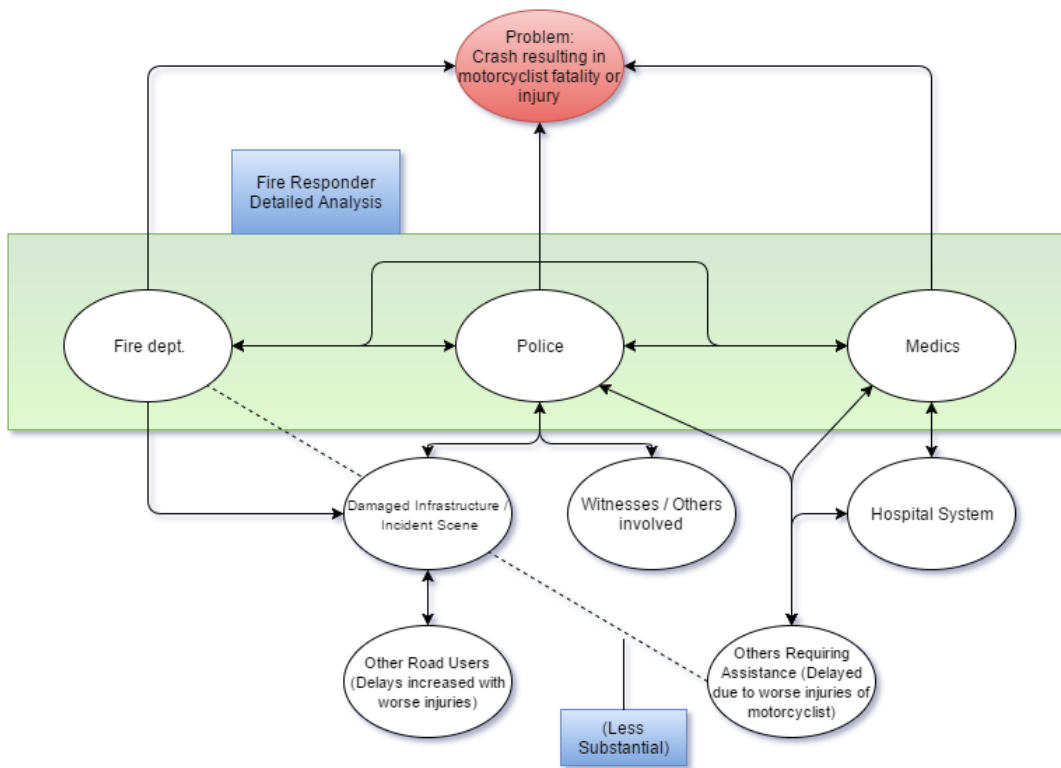 Problem:
Crash resulting in
motorcyclist fatality or
injury
Fire Responder
Detailed Analysis
Fire dept.
Police
Medics
Damaged Infrastructure /
Incident Scene
Witnesses / Others
involved
Hospital System
Other Road Users
(Delays increased with
worse injuries)
Others Requiring
Assistance (Delayed
due to worse injuries of
motorcyclist)
(Less
Substantial)